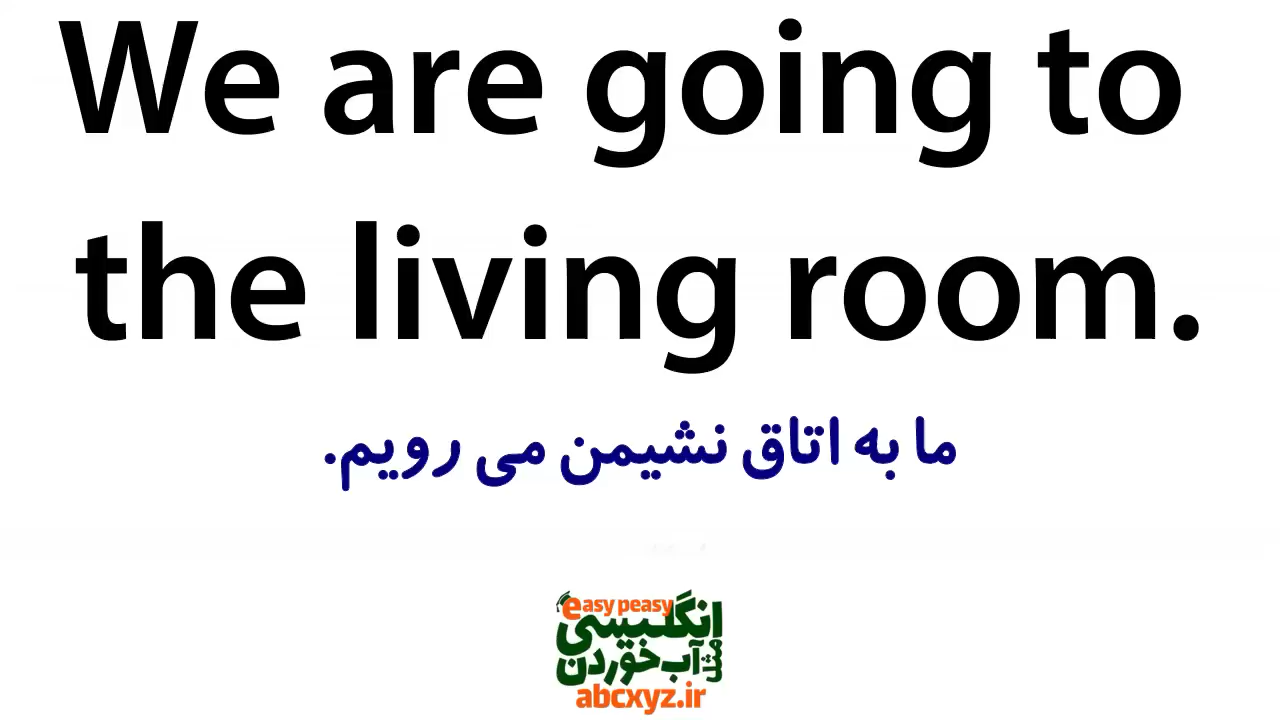 We are going to
the living room.
ما به اتاق نشیمن می رویم.
easy peasy
انگلیسی
مثل آب خوردن
abcxyz.ir